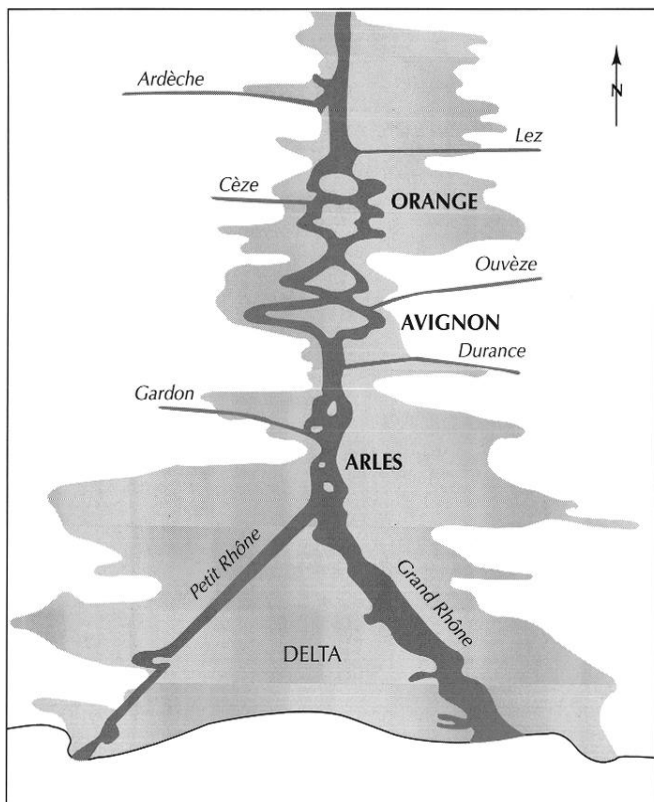 Ardèche
N
Lez
Cèze
ORANGE
Ouvèze
AVIGNON
Durance
Gardon
ARLES
Petit Rhône
Grand Rhône
DELTA